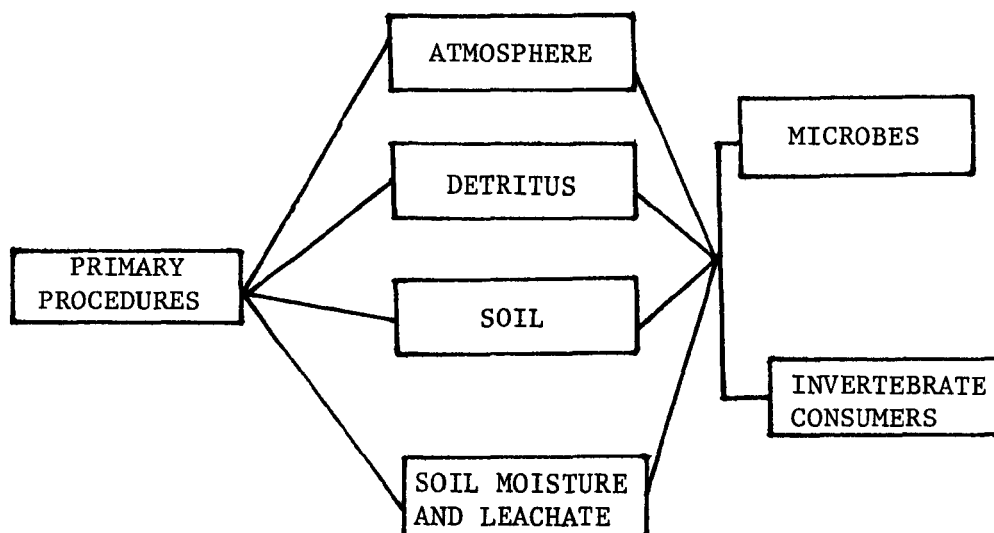 ATMOSPHERE
DETRITUS
PRIMARY
PROCEDURES
SOIL
SOIL MOISTURE
AND LEACHATE
MICROBES
INVERTEBRATE
CONSUMERS